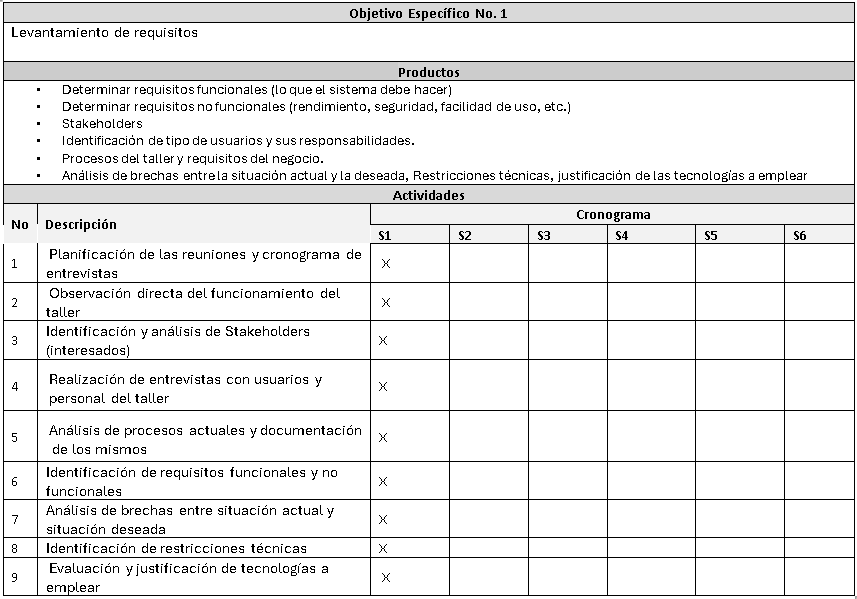 Objetivo Específico No. 1
Levantamiento de requisitos
Productos
• Determinar requisitos funcionales (lo que el sistema debe hacer)
• Determinar requisitos no funcionales (rendimiento, seguridad, facilidad de uso, etc.)
• Stakeholders
• Identificación de tipo de usuarios y sus responsabilidades.
• Procesos del taller y requisitos del negocio.
• Análisis de brechas entre la situación actual y la deseada, Restricciones técnicas, justificación de las tecnologías a emplear
Actividades
No Descripción Cronograma
S1 S2 S3 S4 S5 S6
1 Planificación de las reuniones y cronograma de X
entrevistas
2 Observación directa del funcionamiento del X
taller
3 Identificación y análisis de Stakeholders X
(interesados)
4 Realización de entrevistas con usuarios y X
personal del taller
5 Análisis de procesos actuales y documentación X
de los mismos
6 Identificación de requisitos funcionales y no X
funcionales
7 Análisis de brechas entre situación actual y X
situación deseada
8 Identificación de restricciones técnicas X
9 Evaluación y justificación de tecnologías a X
emplear